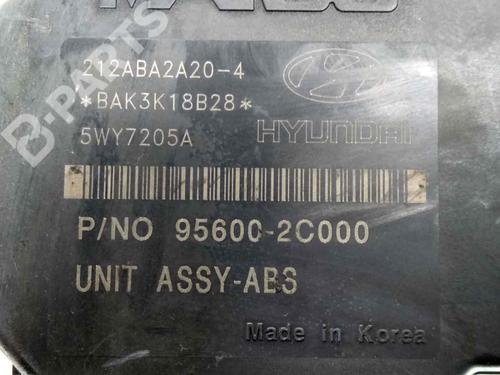 212ABA2A20-4
*BAK3K18B28*
5WY7205A
HYUNDAI
P/NO 95600-2C000
UNIT ASSY-ABS
Made in Korea
B-PARTS